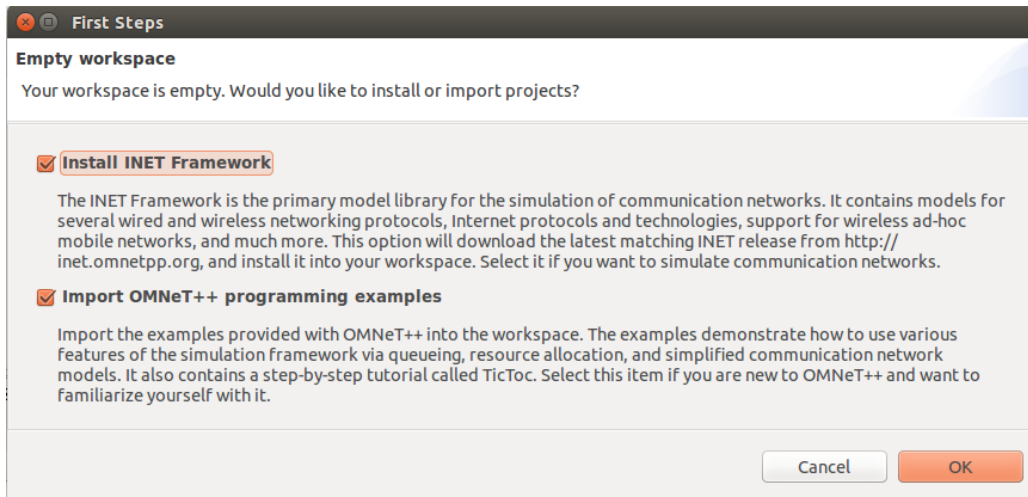 First Steps
Empty workspace
Your workspace is empty. Would you like to install or import projects?
Install INET Framework
The INET Framework is the primary model library for the simulation of communication networks. It contains models for
several wired and wireless networking protocols, Internet protocols and technologies, support for wireless ad-hoc
mobile networks, and much more. This option will download the latest matching INET release from http://
inet.omnetpp.org, and install it into your workspace. Select it if you want to simulate communication networks.
Import OMNeT++ programming examples
Import the examples provided with OMNeT++ into the workspace. The examples demonstrate how to use various
features of the simulation framework via queueing, resource allocation, and simplified communication network
models. It also contains a step-by-step tutorial called TicToc. Select this item if you are new to OMNeT++ and want to
familiarize yourself with it.
Cancel OK